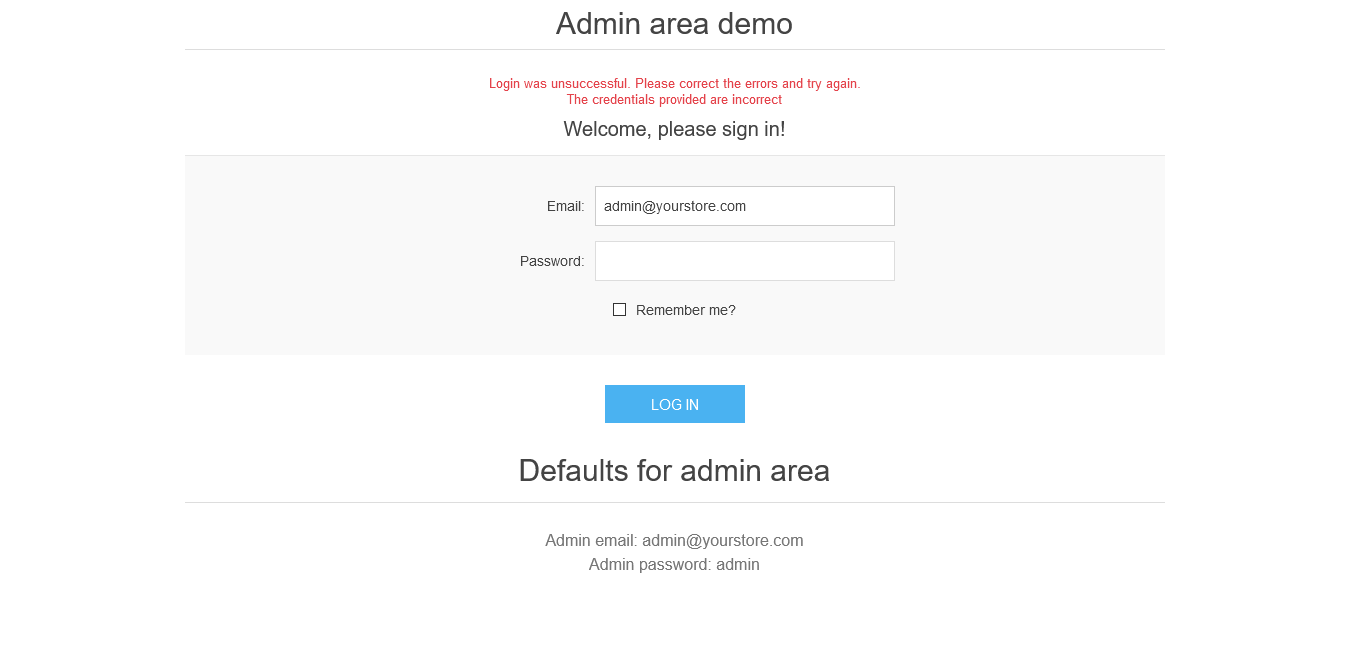 Admin area demo
Login was unsuccessful. Please correct the errors and try again.
The credentials provided are incorrect
Welcome, please sign in!
Email: admin@yourstore.com
Password:
Remember me?
LOG IN
Defaults for admin area
Admin email: admin@yourstore.com
Admin password: admin